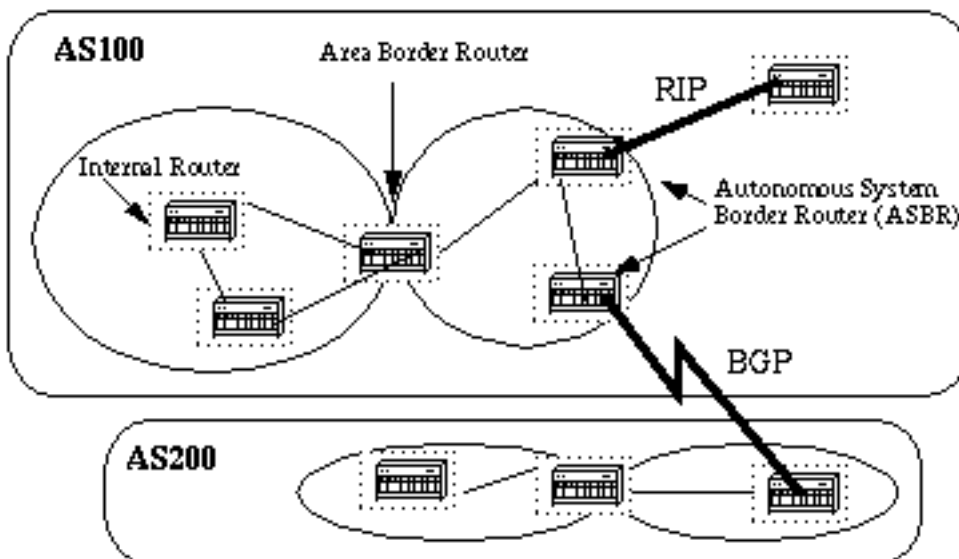 AS100
Area Border Router
RIP
Internal Router
Autonomous System
Border Router (ASBR)
BGP
AS200